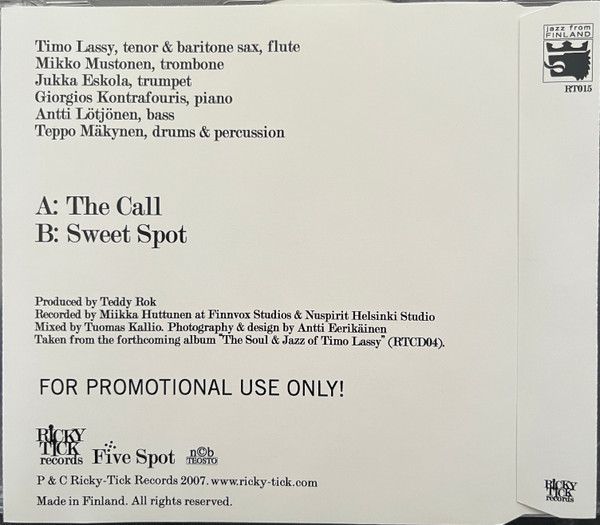 Timo Lassy, tenor & baritone sax, flute
Mikko Mustonen, trombone
Jukka Eskola, trumpet
Giorgios Kontrafouris, piano
Antti Lötjönen, bass
Teppo Mäkynen, drums & percussion
A: The Call
B: Sweet Spot
Produced by Teddy Rok
Recorded by Miikka Huttunen at Finnvox Studios & Nuspirit Helsinki Studio
Mixed by Tuomas Kallio. Photography & design by Antti Eerikäinen
Taken from the forthcoming album "The Soul & Jazz of Timo Lassy" (RTCD04).
FOR PROMOTIONAL USE ONLY!
RICKY
TICK
records
Five Spot
n©b
TEOSTO
P & C Ricky-Tick Records 2007. www.ricky-tick.com
Made in Finland. All rights reserved.
jazz from
FINLAND
RT015
RICKY
TICK
records